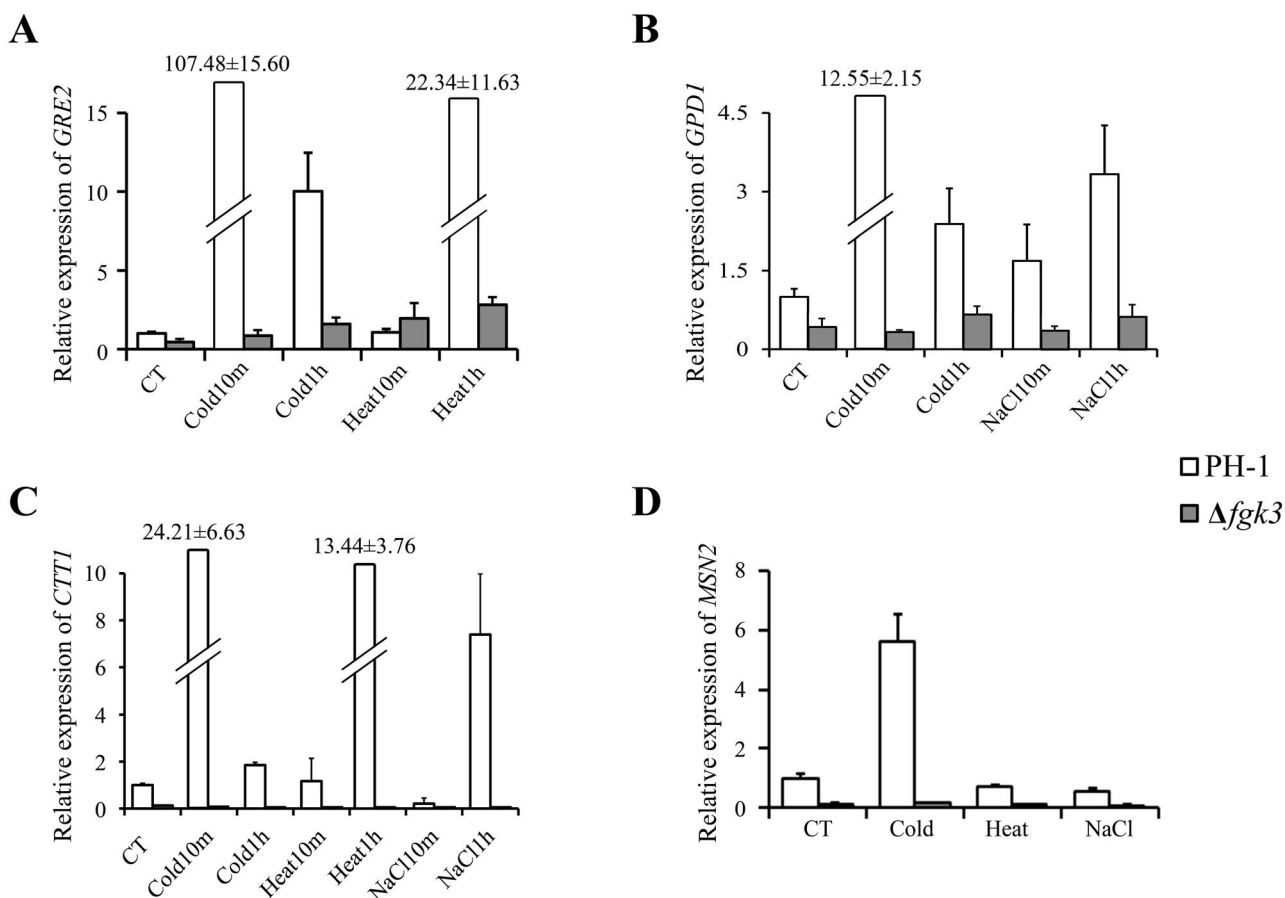 A
107.48±15.60
22.34±11.63
Relative expression of GRE2
15
10
5
0
CT
Cold10m
Cold1h
Heat10m
Heat1h
B
12.55±2.15
Relative expression of GPD1
4.5
3
1.5
0
CT
Cold10m
Cold1h
NaCl10m
NaCl1h
PH-1
Δfgk3
C
24.21±6.63
13.44±3.76
Relative expression of CTT1
10
8
6
4
2
0
CT
Cold10m
Cold1h
Heat10m
Heat1h
NaCl10m
NaCl1h
D
Relative expression of MSN2
8
6
4
2
0
CT
Cold
Heat
NaCl